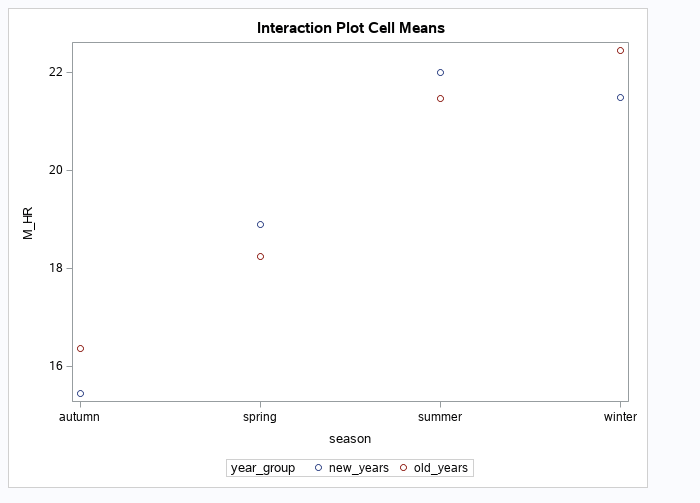 Interaction Plot Cell Means
22
20
18
16
M_HR
autumn spring summer winter
season
year_group new_years old_years